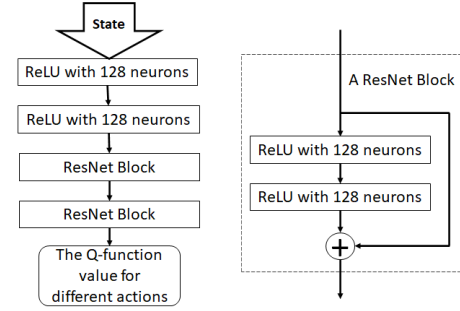 State
ReLU with 128 neurons
ReLU with 128 neurons
ResNet Block
ResNet Block
The Q-function
value for
different actions
A ResNet Block
ReLU with 128 neurons
ReLU with 128 neurons
+